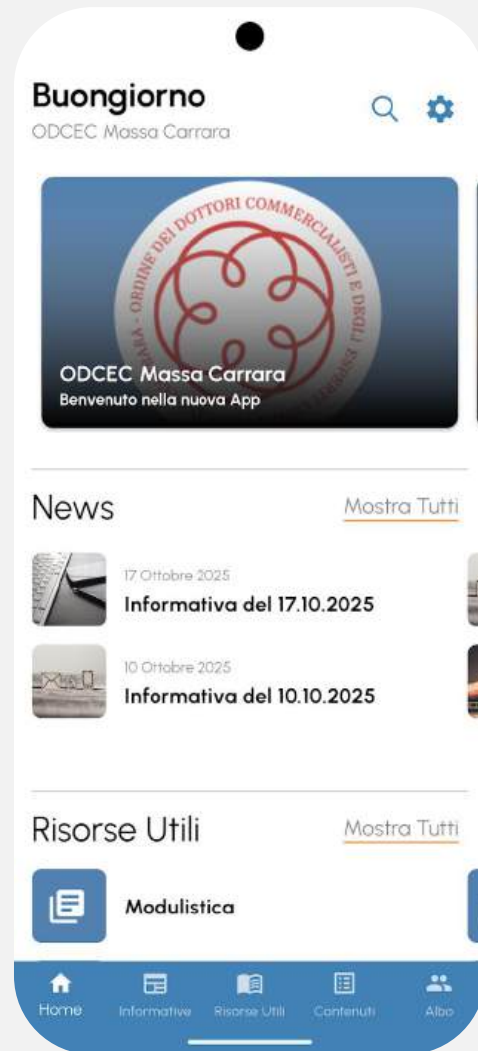 Buongiorno
ODCEC Massa Carrara
ARARA - ORDINE DEI DOTTORI COMMERCIALISTI E DEGLI ESPERTI
ODCEC Massa Carrara
Benvenuto nella nuova App
News
Mostra Tutti
17 Ottobre 2025
Informativa del 17.10.2025
10 Ottobre 2025
Informativa del 10.10.2025
Risorse Utili
Mostra Tutti
Modulistica
Home
Informative
Risorse Utili
Contenuti
Albo